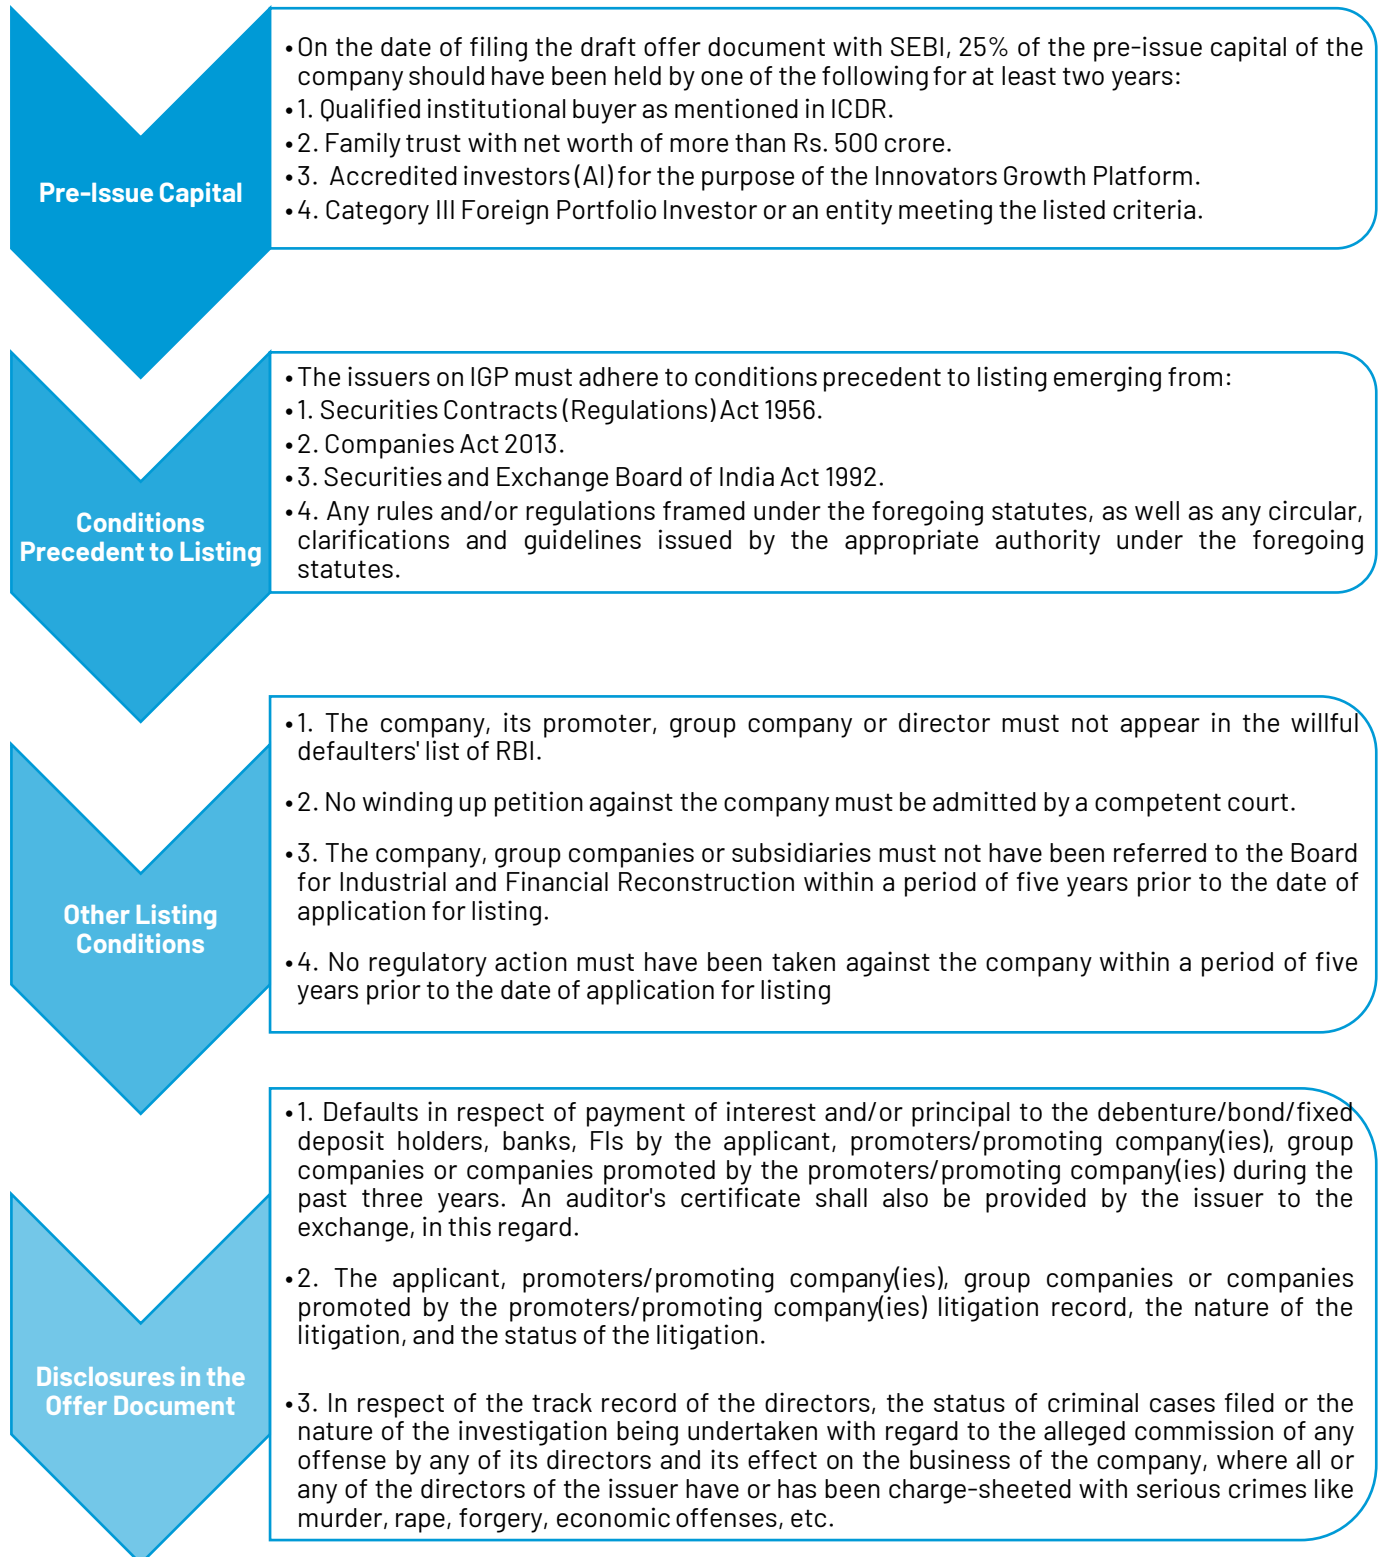 Pre-Issue Capital
• On the date of filing the draft offer document with SEBI, 25% of the pre-issue capital of the
company should have been held by one of the following for at least two years:
• 1. Qualified institutional buyer as mentioned in ICDR.
• 2. Family trust with net worth of more than Rs. 500 crore.
• 3. Accredited investors (AI) for the purpose of the Innovators Growth Platform.
• 4. Category III Foreign Portfolio Investor or an entity meeting the listed criteria.
Conditions
Precedent to Listing
• The issuers on IGP must adhere to conditions precedent to listing emerging from:
• 1. Securities Contracts (Regulations) Act 1956.
• 2. Companies Act 2013.
• 3. Securities and Exchange Board of India Act 1992.
• 4. Any rules and/or regulations framed under the foregoing statutes, as well as any circular,
clarifications and guidelines issued by the appropriate authority under the foregoing
statutes.
Other Listing
Conditions
• 1. The company, its promoter, group company or director must not appear in the willful
defaulters' list of RBI.
• 2. No winding up petition against the company must be admitted by a competent court.
• 3. The company, group companies or subsidiaries must not have been referred to the Board
for Industrial and Financial Reconstruction within a period of five years prior to the date of
application for listing.
• 4. No regulatory action must have been taken against the company within a period of five
years prior to the date of application for listing
Disclosures in the
Offer Document
• 1. Defaults in respect of payment of interest and/or principal to the debenture/bond/fixed
deposit holders, banks, FIs by the applicant, promoters/promoting company(ies), group
companies or companies promoted by the promoters/promoting company(ies) during the
past three years. An auditor's certificate shall also be provided by the issuer to the
exchange, in this regard.
• 2. The applicant, promoters/promoting company(ies), group companies or companies
promoted by the promoters/promoting company(ies) litigation record, the nature of the
litigation, and the status of the litigation.
• 3. In respect of the track record of the directors, the status of criminal cases filed or the
nature of the investigation being undertaken with regard to the alleged commission of any
offense by any of its directors and its effect on the business of the company, where all or
any of the directors of the issuer have or has been charge-sheeted with serious crimes like
murder, rape, forgery, economic offenses, etc.